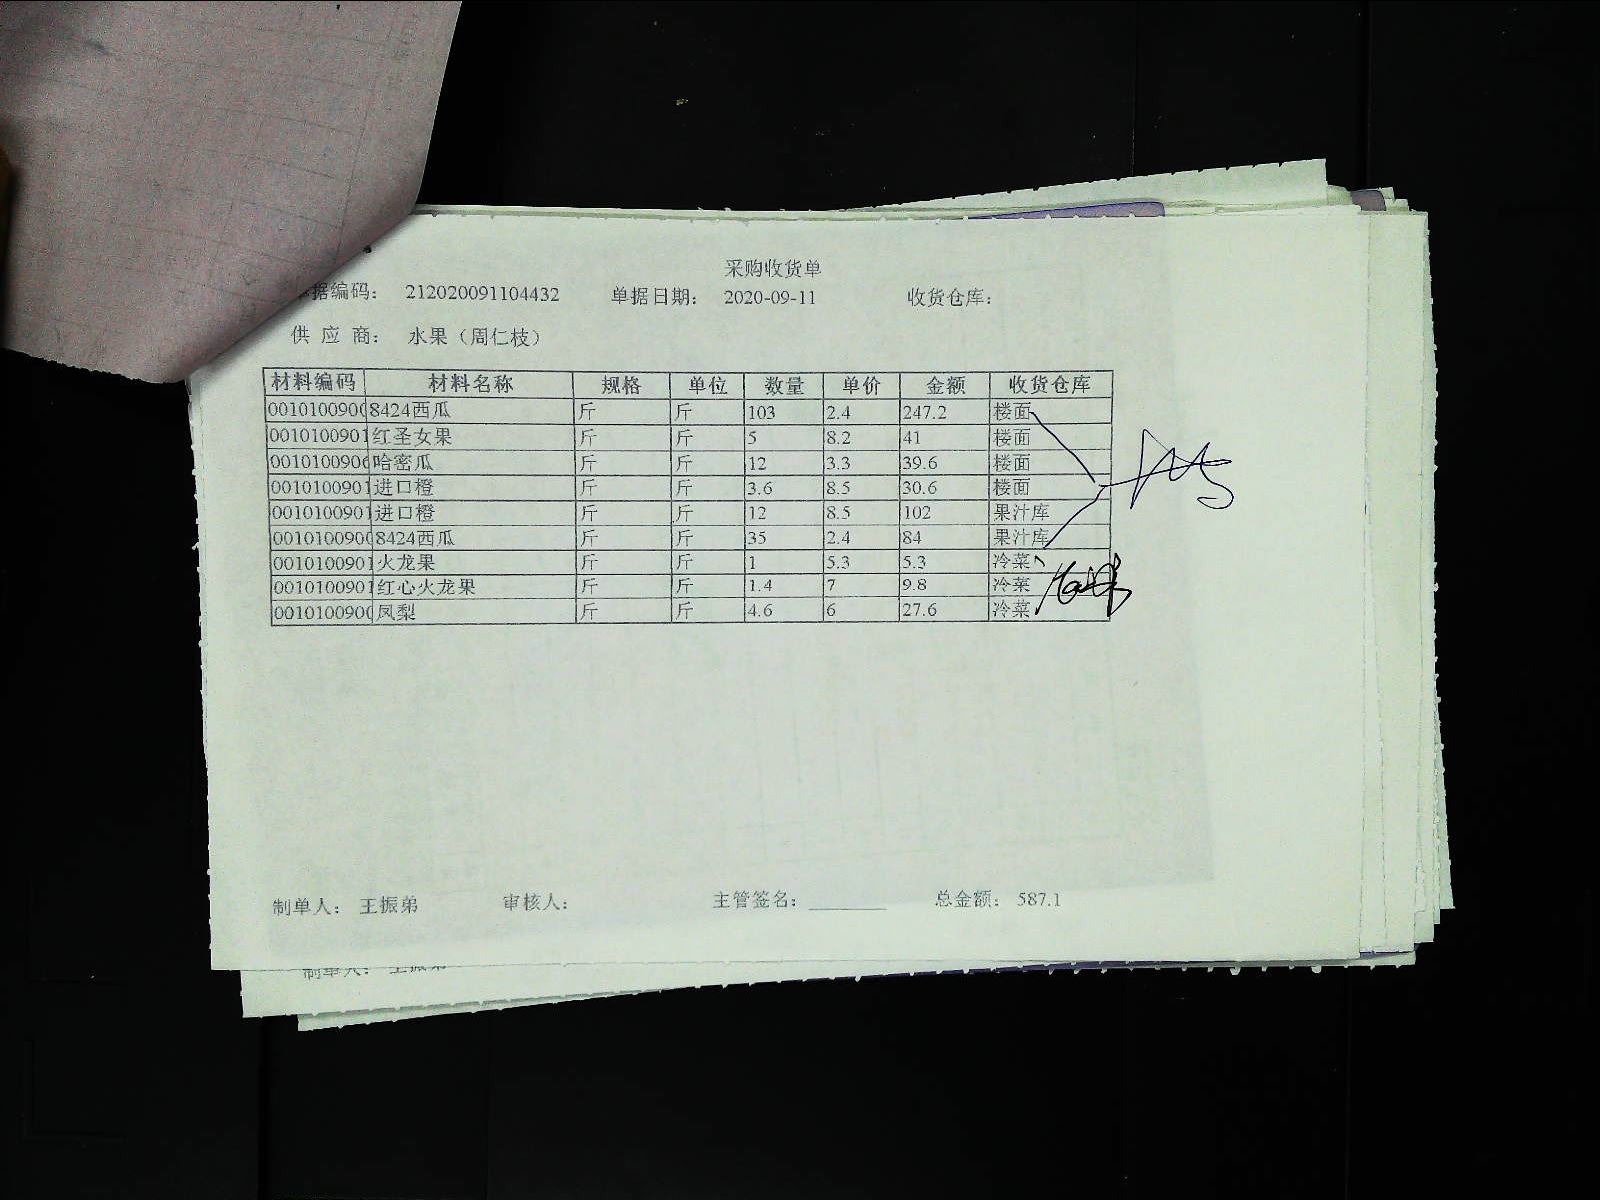 采购收货单
据编码： 212020091104432 单据日期： 2020-09-11 收货仓库：
供 应 商： 水果（周仁枝）
材料编码 材料名称 规格 单位 数量 单价 金额 收货仓库
0010100900 8424西瓜 斤 斤 103 2.4 247.2 楼面
0010100901 红圣女果 斤 斤 5 8.2 41 楼面
0010100906 哈密瓜 斤 斤 12 3.3 39.6 楼面
0010100901 进口橙 斤 斤 3.6 8.5 30.6 楼面
0010100901 进口橙 斤 斤 12 8.5 102 果汁库
0010100900 8424西瓜 斤 斤 35 2.4 84 果汁库
0010100901 火龙果 斤 斤 1 5.3 5.3 冷菜
0010100901 红心火龙果 斤 斤 1.4 7 9.8 冷菜
0010100900 凤梨 斤 斤 4.6 6 27.6 冷菜
制单人： 王振弟 审核人： 主管签名： 总金额： 587.1
制单人： 王振弟